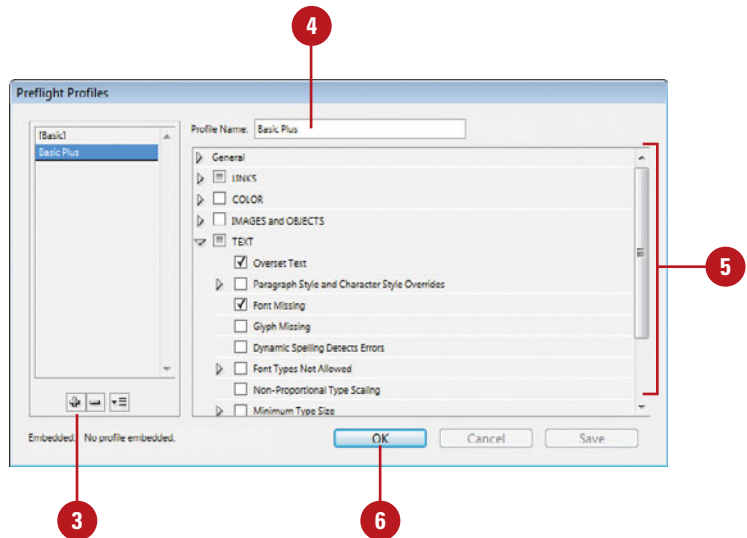 4
Preflight Profiles
[Basic]
Basic Plus
Profile Name: Basic Plus
General
LINKS
COLOR
IMAGES and OBJECTS
TEXT
Overset Text
Paragraph Style and Character Style Overrides
Font Missing
Glyph Missing
Dynamic Spelling Detects Errors
Font Types Not Allowed
Non-Proportional Type Scaling
Minimum Type Size
5
Embedded: No profile embedded.
OK
Cancel
Save
3
6